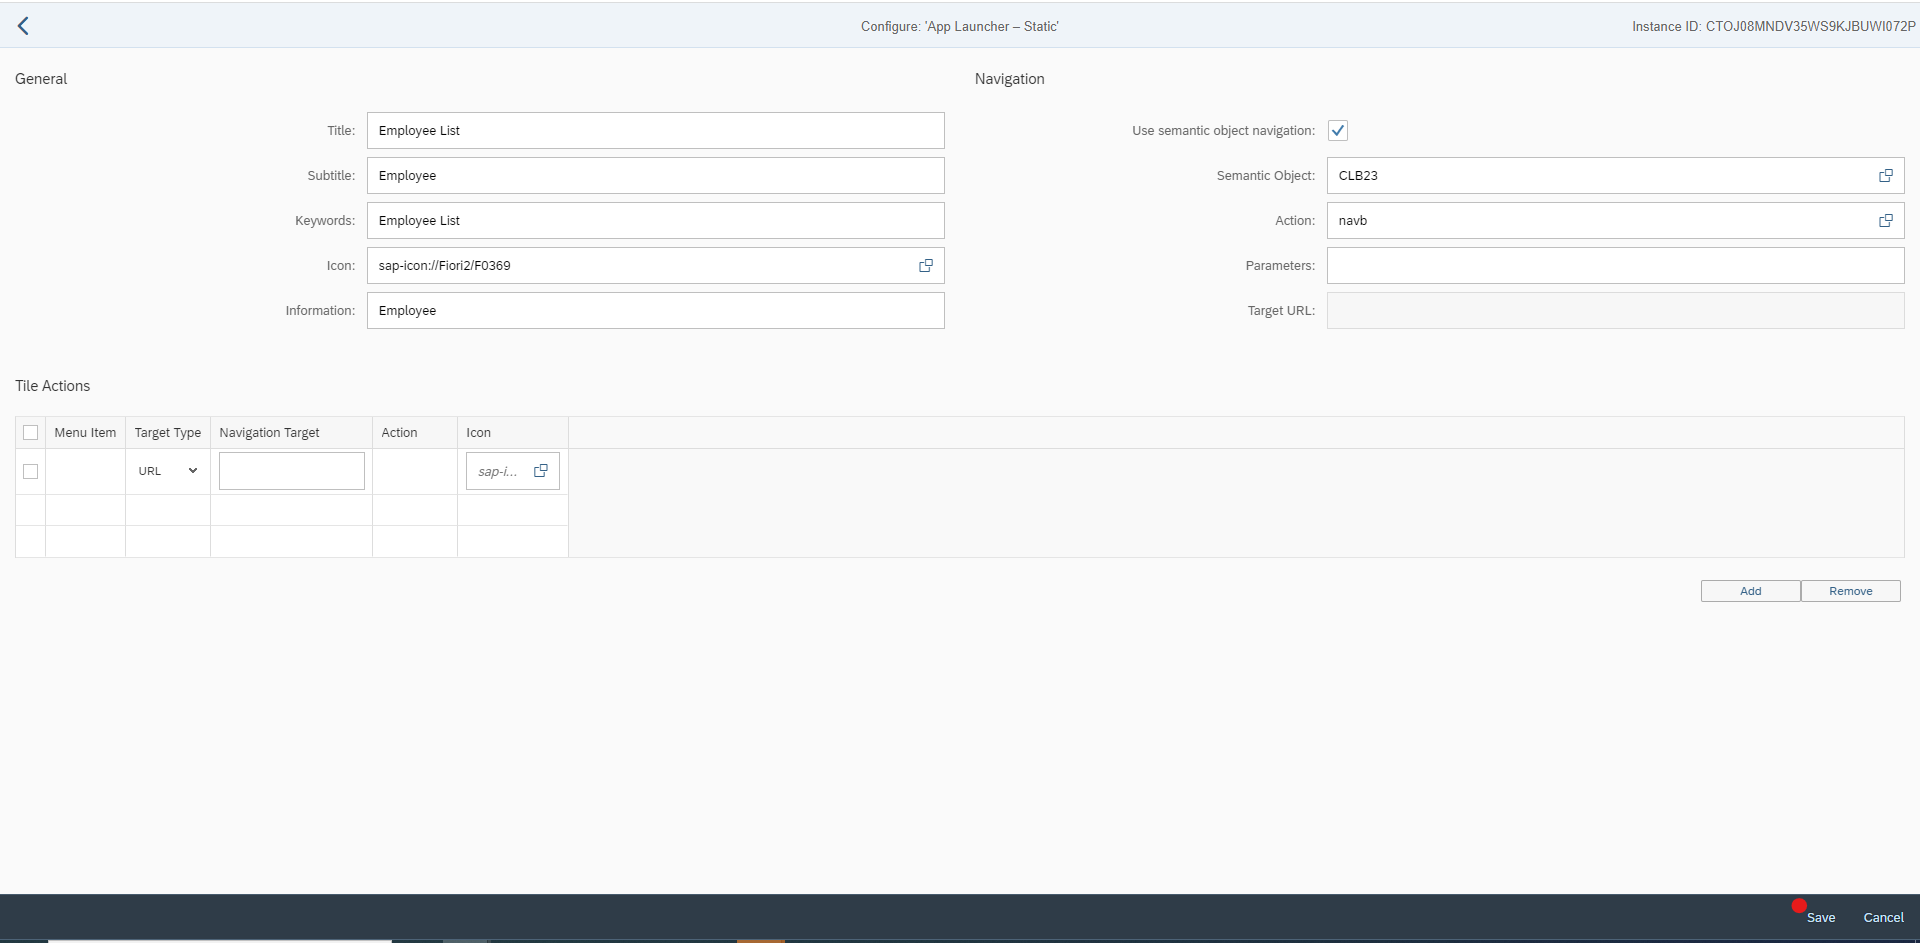 Configure: 'App Launcher – Static'
Instance ID: CTOJ08MNDV35WS9KJBUWI072P
General
Title: Employee List
Subtitle: Employee
Keywords: Employee List
Icon: sap-icon://Fiori2/F0369
Information: Employee
Navigation
Use semantic object navigation:
Semantic Object: CLB23
Action: navb
Parameters:
Target URL:
Tile Actions
Menu Item Target Type Navigation Target Action Icon
URL sap-i...
Add Remove
Save Cancel